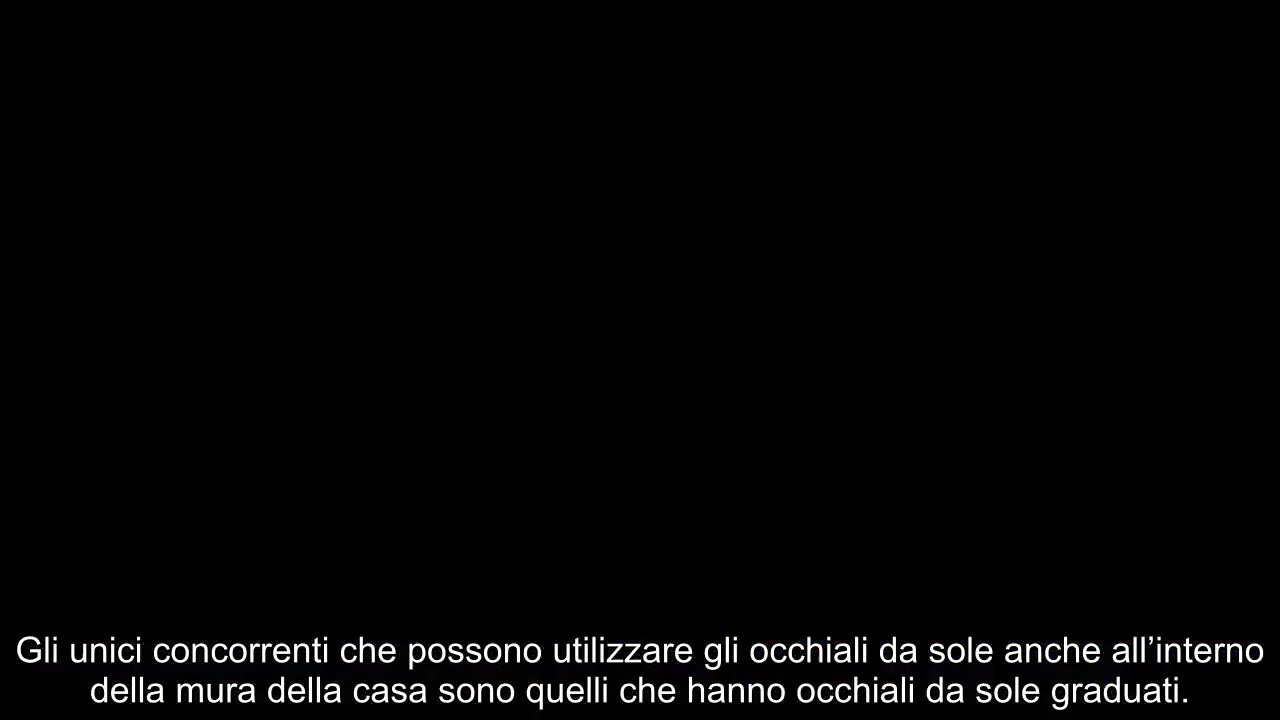 Gli unici concorrenti che possono utilizzare gli occhiali da sole anche all’interno
della mura della casa sono quelli che hanno occhiali da sole graduati.